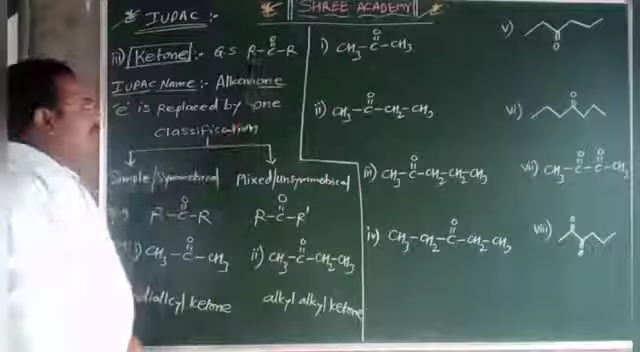 * IUPAC :-
* SHREE ACADEMY *
iii) Ketone :- G.S. R-C-R
O
IUPAC Name :- Alkanone
'e' is replaced by one
classification
Simple/Symmetrical
Mixed/unsymmetrical
O
R-C-R
O
R-C-R'
i) CH3-C-CH3
O
ii) CH3-C-CH2-CH3
O
dialkyl ketone
alkyl alkyl ketone
i) CH3-C-CH3
O
ii) CH3-C-CH2-CH3
O
iii) CH3-C-CH2-CH2-CH3
O
iv) CH3-CH2-C-CH2-CH3
O
v)
O
vi)
O
vii) CH3-C-C-CH3
O O
viii)
O
O